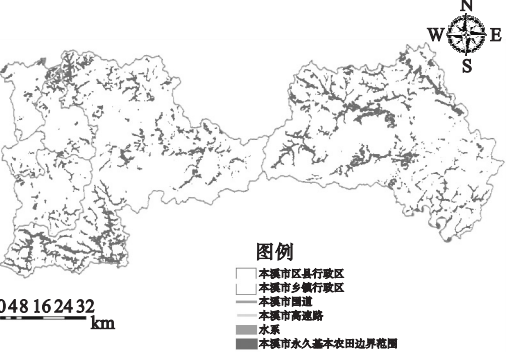 N
W E
S
图例
本溪市区县行政区
本溪市乡镇行政区
本溪市国道
本溪市高速路
水系
本溪市永久基本农田边界范围
0 4 8 16 24 32
km